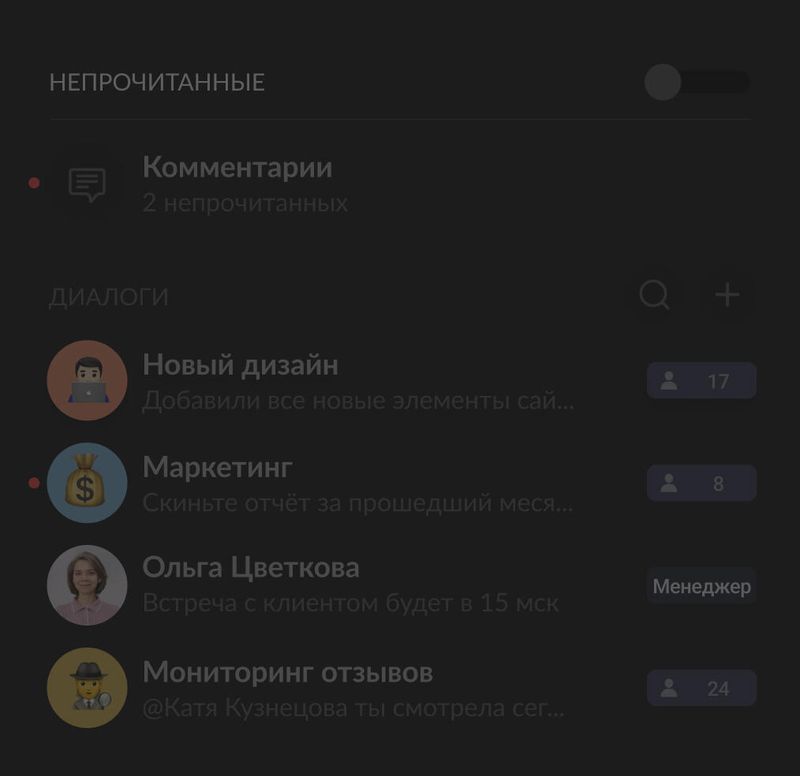 НЕПРОЧИТАННЫЕ
Комментарии
2 непрочитанных
ДИАЛОГИ
Новый дизайн
Добавили все новые элементы сай...
17
Маркетинг
Скиньте отчёт за прошедший меся...
8
Ольга Цветкова
Встреча с клиентом будет в 15 мск
Менеджер
Мониторинг отзывов
@Катя Кузнецова ты смотрела сег...
24